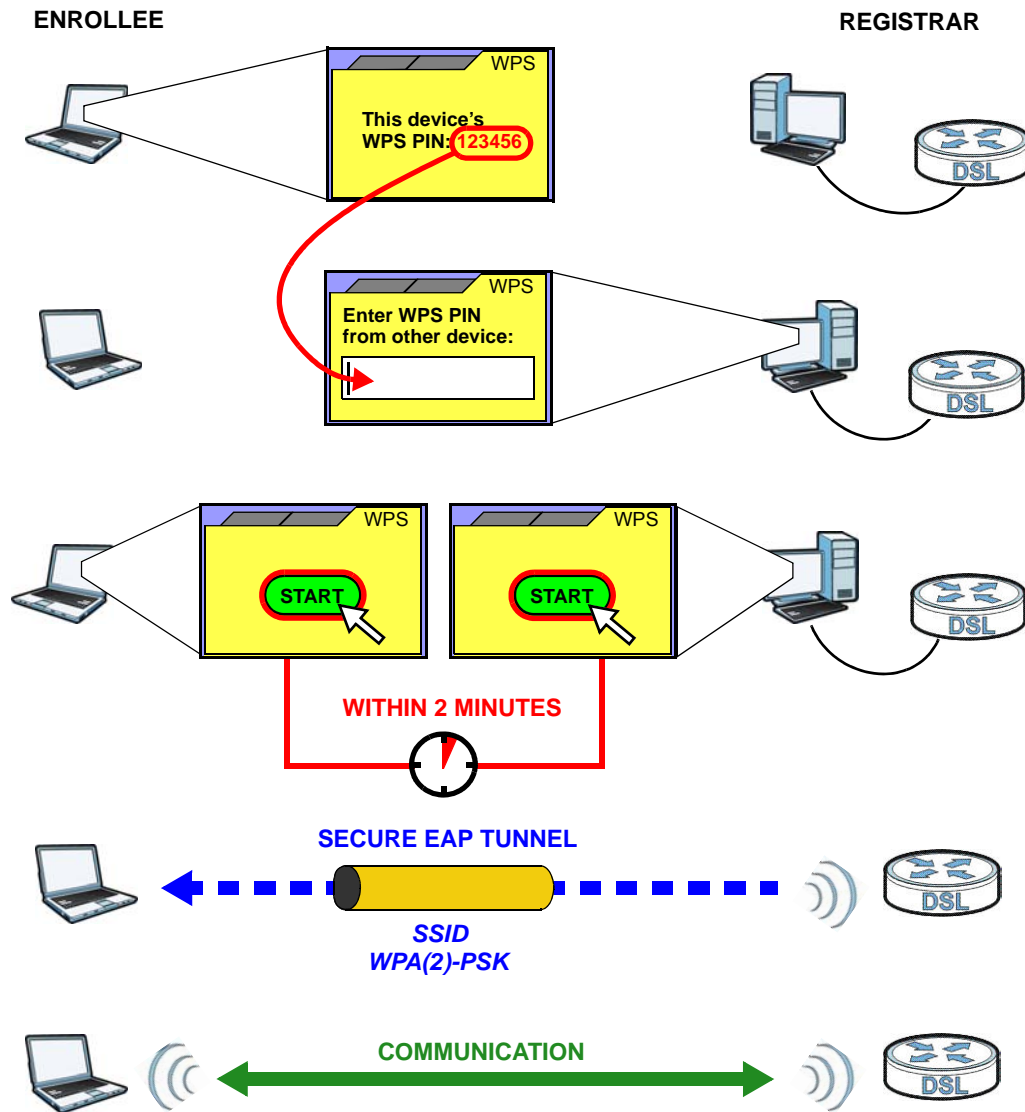 ENROLLEE
REGISTRAR
WPS
This device's
WPS PIN: 123456
DSL
WPS
Enter WPS PIN
from other device:
DSL
WPS
START
WPS
START
DSL
WITHIN 2 MINUTES
SECURE EAP TUNNEL
DSL
SSID
WPA(2)-PSK
COMMUNICATION
DSL